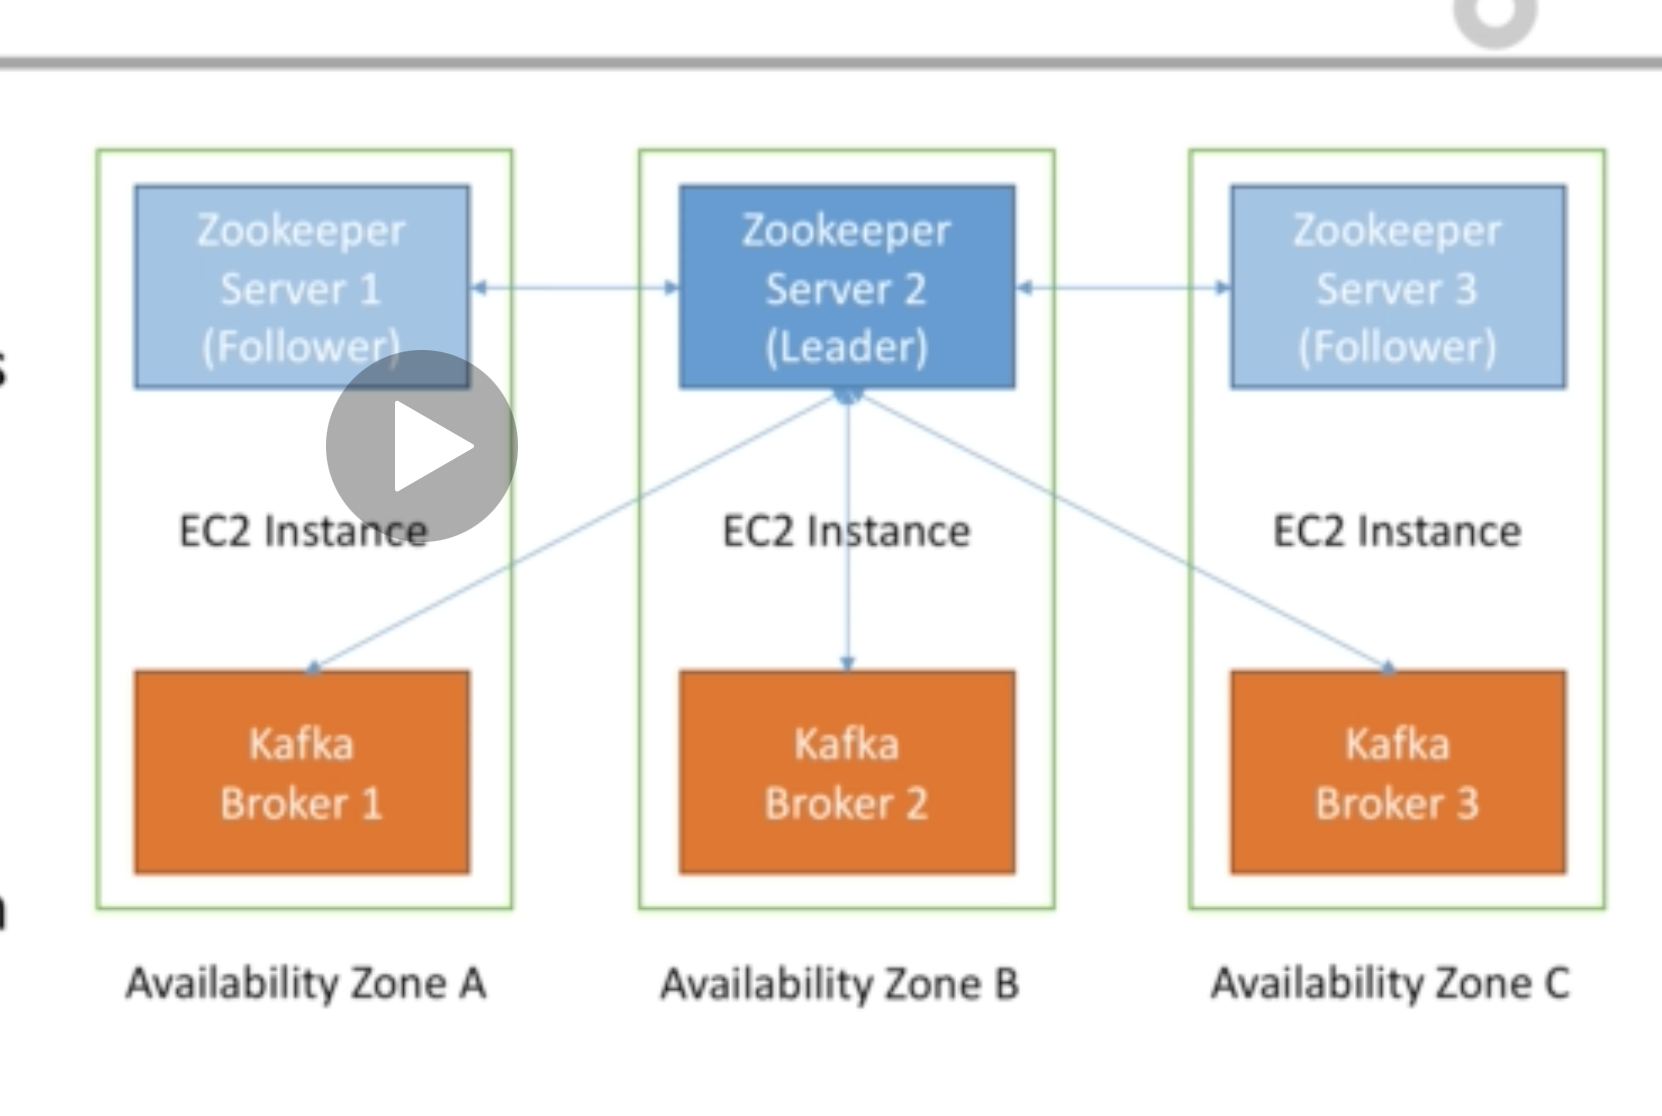 Zookeeper
Server 1
(Follower)
Zookeeper
Server 2
(Leader)
Zookeeper
Server 3
(Follower)
EC2 Instance
EC2 Instance
EC2 Instance
Kafka
Broker 1
Kafka
Broker 2
Kafka
Broker 3
Availability Zone A
Availability Zone B
Availability Zone C